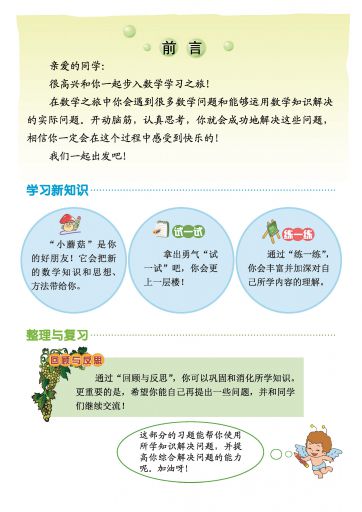 前 言
亲爱的同学：
很高兴和你一起步入数学学习之旅！
在数学之旅中你会遇到很多数学问题和能够运用数学知识解决
的实际问题。开动脑筋，认真思考，你就会成功地解决这些问题，
相信你一定会在这个过程中感受到快乐的！
我们一起出发吧！
学习新知识
“小蘑菇”是你
的好朋友！它会把新
的数学知识和思想、
方法带给你。
试一试
拿出勇气“试
一试”吧，你会更
上一层楼！
练一练
通过“练一练”，
你会丰富并加深对自
己所学内容的理解。
整理与复习
回顾与反思
通过“回顾与反思”，你可以巩固和消化所学知识。
更重要的是，希望你能自己再提出一些问题，并和同学
们继续交流！
这部分的习题能帮你使用
所学知识解决问题，并提
高你综合解决问题的能力
呢。加油呀！